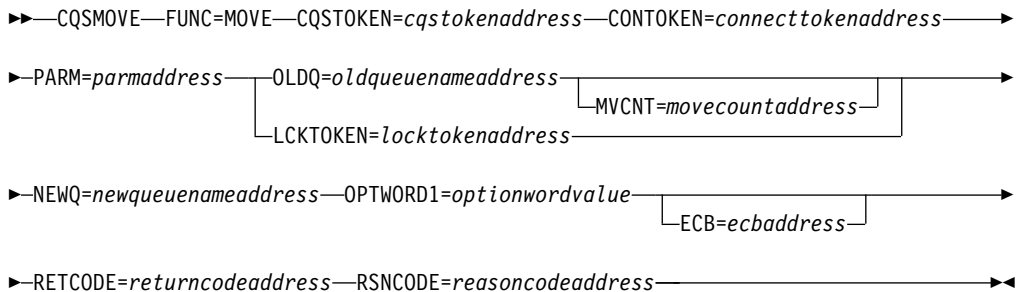 CQSMOVE FUNC=MOVE CQSTOKEN=cqstokenaddress CONTOKEN=connecttokenaddress
PARM=parmaddress OLDQ=oldqueuenameaddress
MVCNT=movecountaddress
LCKTOKEN=locktokenaddress
NEWQ=newqueuenameaddress OPTWORD1=optionwordvalue
ECB=ecbaddress
RETCODE=returncodeaddress RSNCODE=reasoncodeaddress